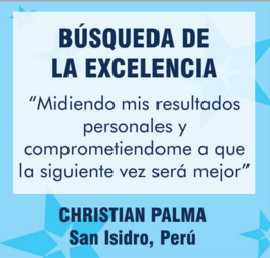 BÚSQUEDA DE
LA EXCELENCIA
“Midiendo mis resultados
personales y
comprometiendome a que
la siguiente vez será mejor”
CHRISTIAN PALMA
San Isidro, Perú